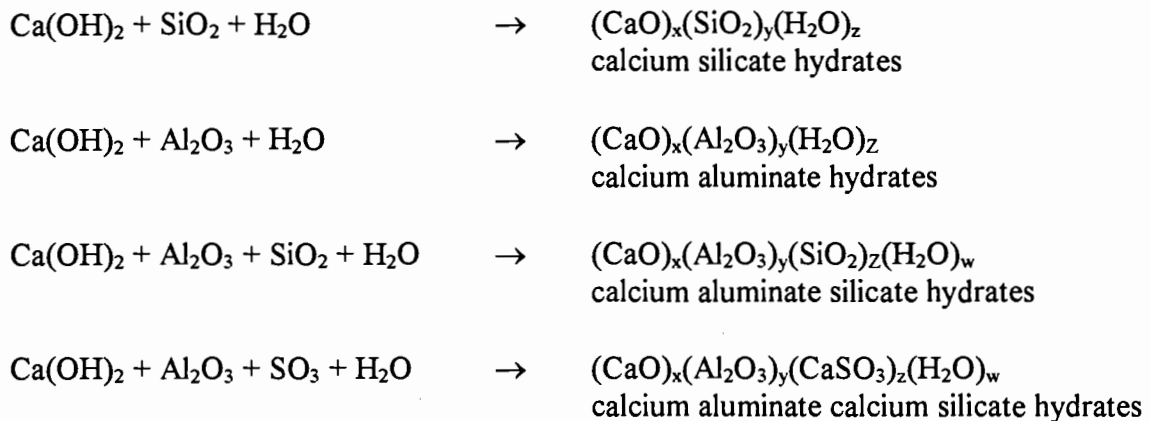 Ca(OH)₂ + SiO₂ + H₂O → (CaO)ₓ(SiO₂)ᵧ(H₂O)z
calcium silicate hydrates
Ca(OH)₂ + Al₂O₃ + H₂O → (CaO)ₓ(Al₂O₃)ᵧ(H₂O)Z
calcium aluminate hydrates
Ca(OH)₂ + Al₂O₃ + SiO₂ + H₂O → (CaO)ₓ(Al₂O₃)ᵧ(SiO₂)Z(H₂O)w
calcium aluminate silicate hydrates
Ca(OH)₂ + Al₂O₃ + SO₃ + H₂O → (CaO)ₓ(Al₂O₃)ᵧ(CaSO₃)z(H₂O)w
calcium aluminate calcium silicate hydrates